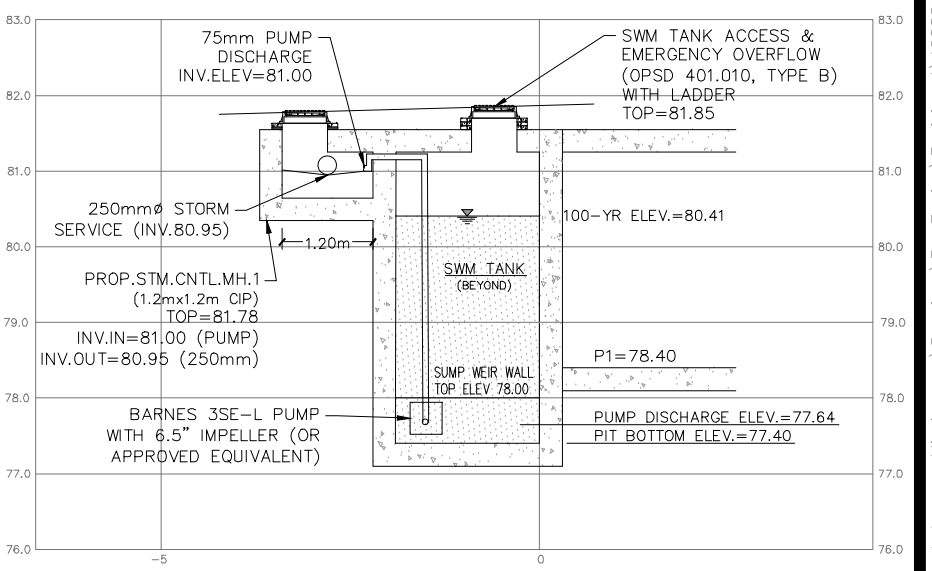 83.0
83.0
75mm PUMP
DISCHARGE
INV.ELEV=81.00
SWM TANK ACCESS &
EMERGENCY OVERFLOW
(OPSD 401.010, TYPE B)
WITH LADDER
TOP=81.85
82.0
82.0
81.0
81.0
250mmø STORM
SERVICE (INV.80.95)
100-YR ELEV.=80.41
80.0
80.0
1.20m
SWM TANK
(BEYOND)
PROP.STM.CNTL.MH.1
(1.2mx1.2m CIP)
TOP=81.78
INV.IN=81.00 (PUMP)
INV.OUT=80.95 (250mm)
79.0
79.0
P1=78.40
SUMP WEIR WALL
TOP ELEV 78.00
78.0
78.0
BARNES 3SE-L PUMP
WITH 6.5" IMPELLER (OR
APPROVED EQUIVALENT)
PUMP DISCHARGE ELEV.=77.64
PIT BOTTOM ELEV.=77.40
77.0
77.0
76.0
76.0
-5
0